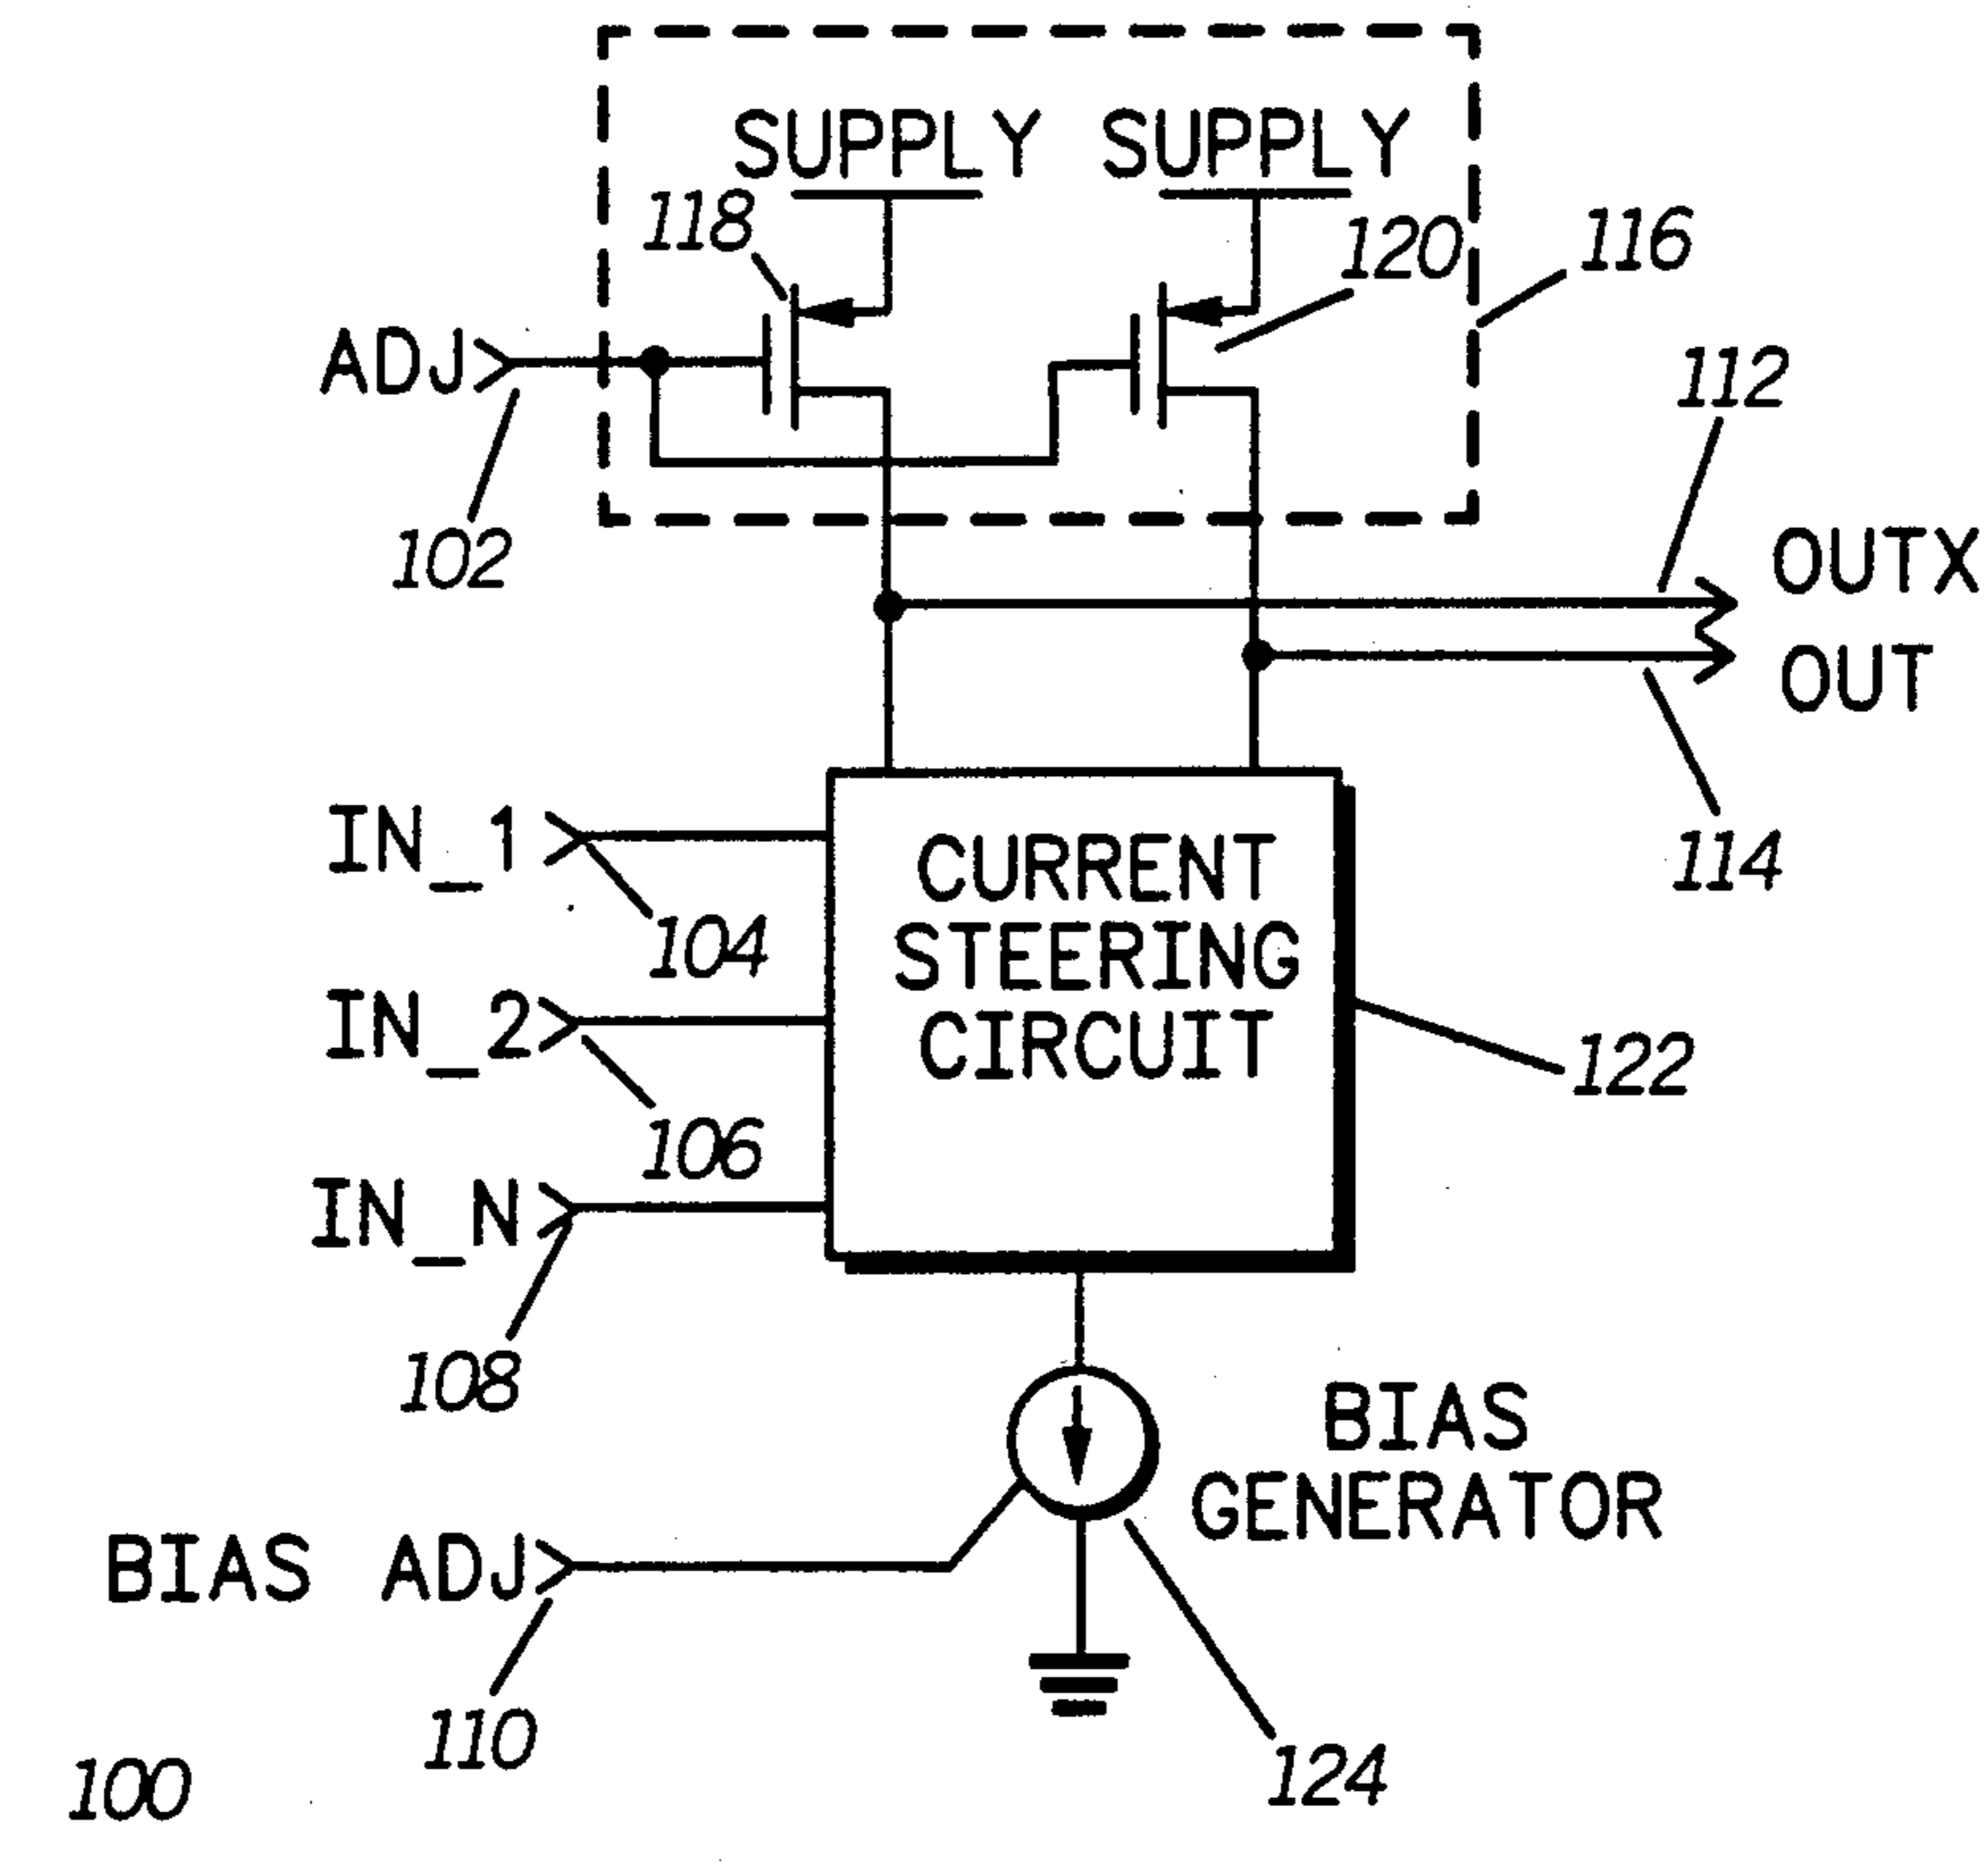 SUPPLY SUPPLY
118
120
116
ADJ
112
102
OUTX
OUT
IN_1
CURRENT
STEERING
CIRCUIT
114
104
IN_2
122
106
IN_N
108
BIAS
GENERATOR
BIAS ADJ
110
124
100